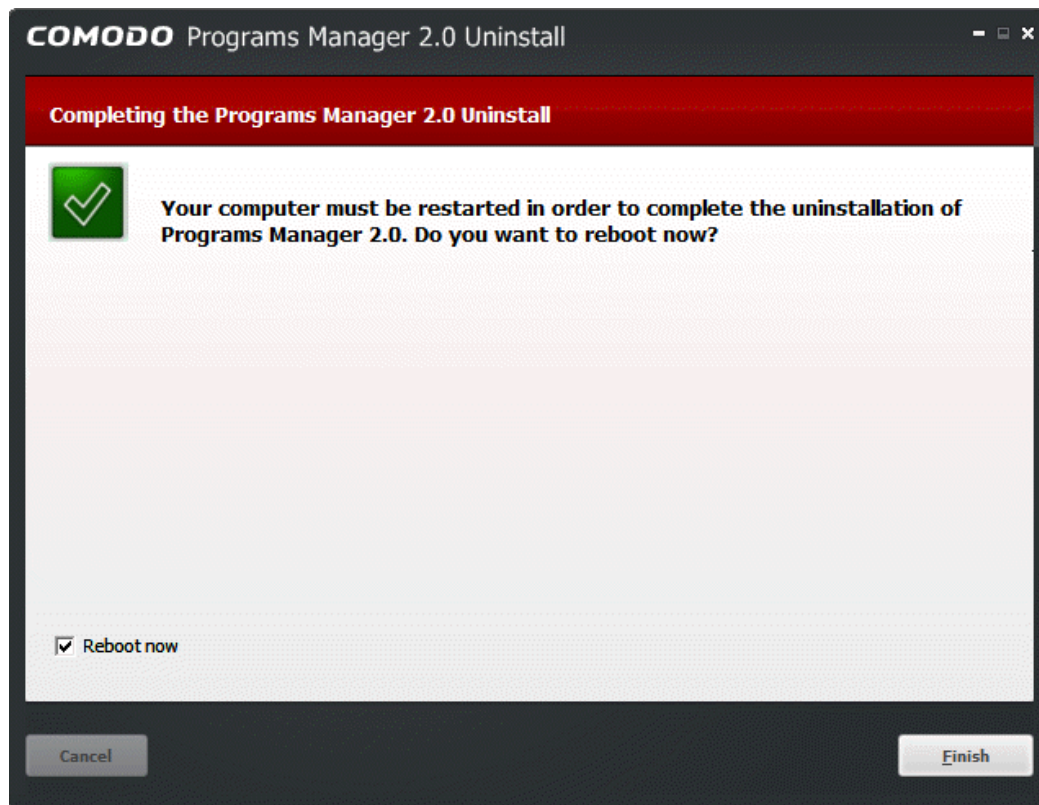 COMODO Programs Manager 2.0 Uninstall
Completing the Programs Manager 2.0 Uninstall
Your computer must be restarted in order to complete the uninstallation of
Programs Manager 2.0. Do you want to reboot now?
Reboot now
Cancel
Finish